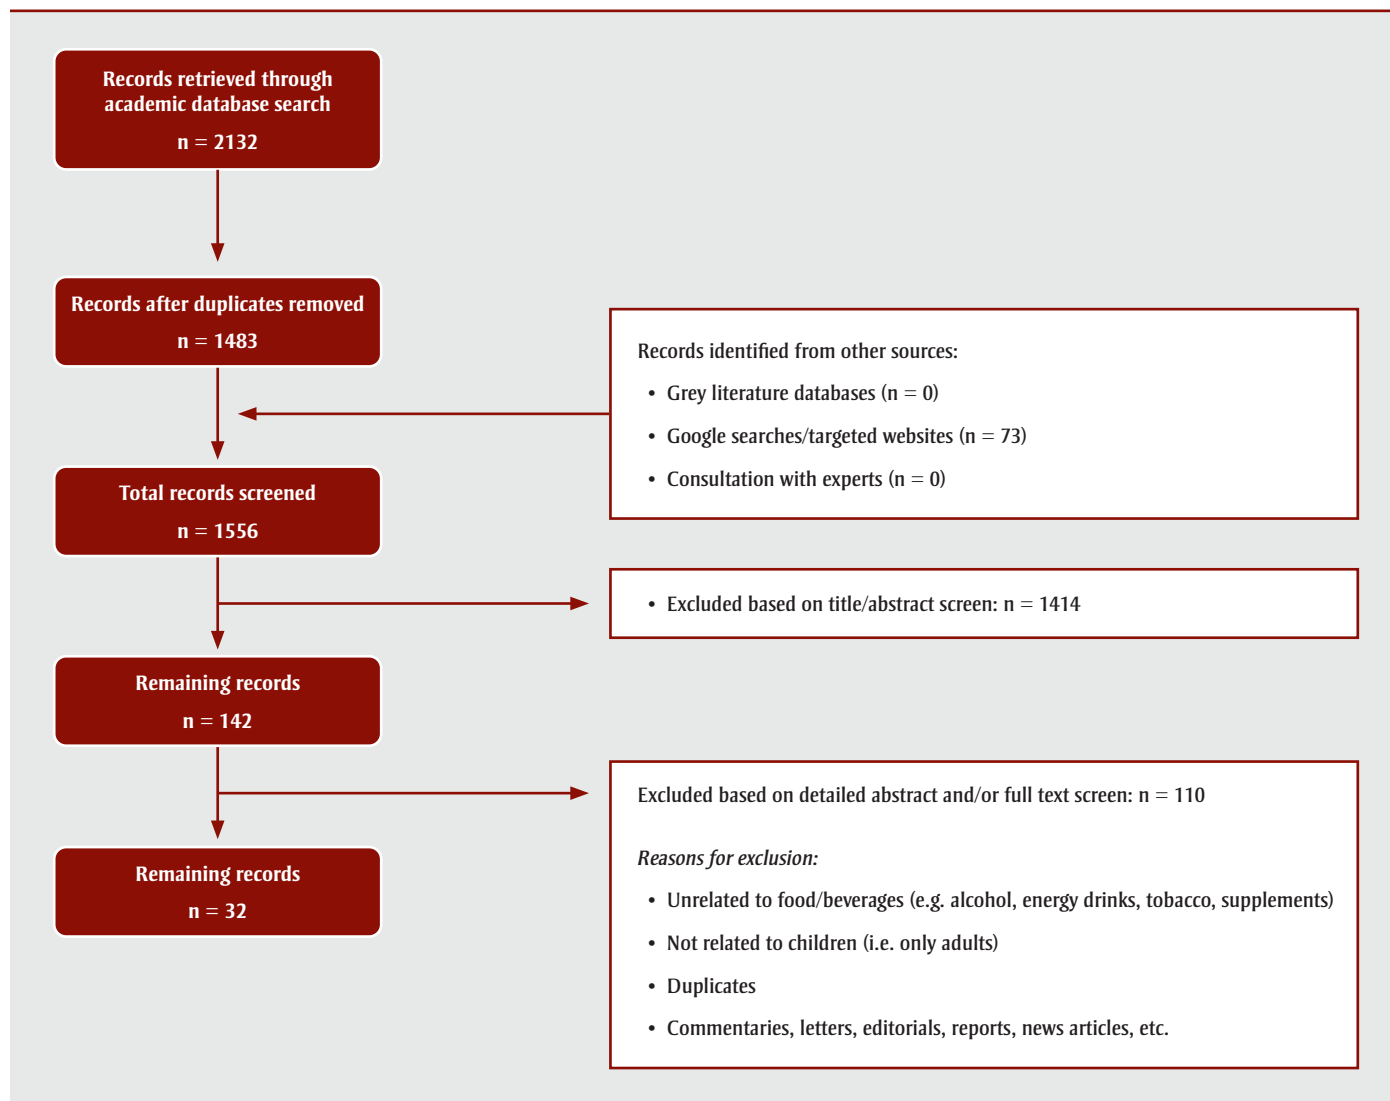 Records retrieved through
academic database search
n = 2132
Records after duplicates removed
n = 1483
Records identified from other sources:
• Grey literature databases (n = 0)
• Google searches/targeted websites (n = 73)
• Consultation with experts (n = 0)
Total records screened
n = 1556
• Excluded based on title/abstract screen: n = 1414
Remaining records
n = 142
Excluded based on detailed abstract and/or full text screen: n = 110
Reasons for exclusion:
• Unrelated to food/beverages (e.g. alcohol, energy drinks, tobacco, supplements)
• Not related to children (i.e. only adults)
• Duplicates
• Commentaries, letters, editorials, reports, news articles, etc.
Remaining records
n = 32